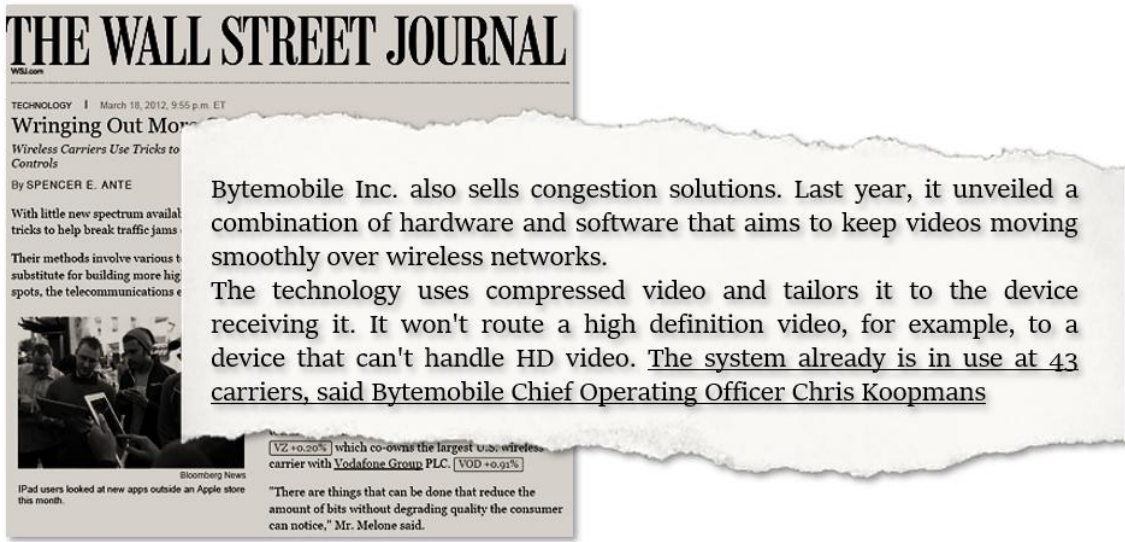 THE WALL STREET JOURNAL
WSJ.com
TECHNOLOGY | March 18, 2012, 9:55 p.m. ET
Wringing Out More
Wireless Carriers Use Tricks to
Controls
By SPENCER E. ANTE
With little new spectrum
tricks to help break traffic jams
Their methods involve various
substitute for building more
spots, the telecommunications
Bytemobile Inc. also sells congestion solutions. Last year, it unveiled a
combination of hardware and software that aims to keep videos moving
smoothly over wireless networks.
The technology uses compressed video and tailors it to the device
receiving it. It won't route a high definition video, for example, to a
device that can't handle HD video. The system already is in use at 43
carriers, said Bytemobile Chief Operating Officer Chris Koopmans
Bloomberg News
IPad users looked at new apps outside an Apple store
this month.
VZ +0.20% which co-owns the largest U.S. wireless
carrier with Vodafone Group PLC. VOD +0.91%
"There are things that can be done that reduce the
amount of bits without degrading quality the consumer
can notice," Mr. Melone said.